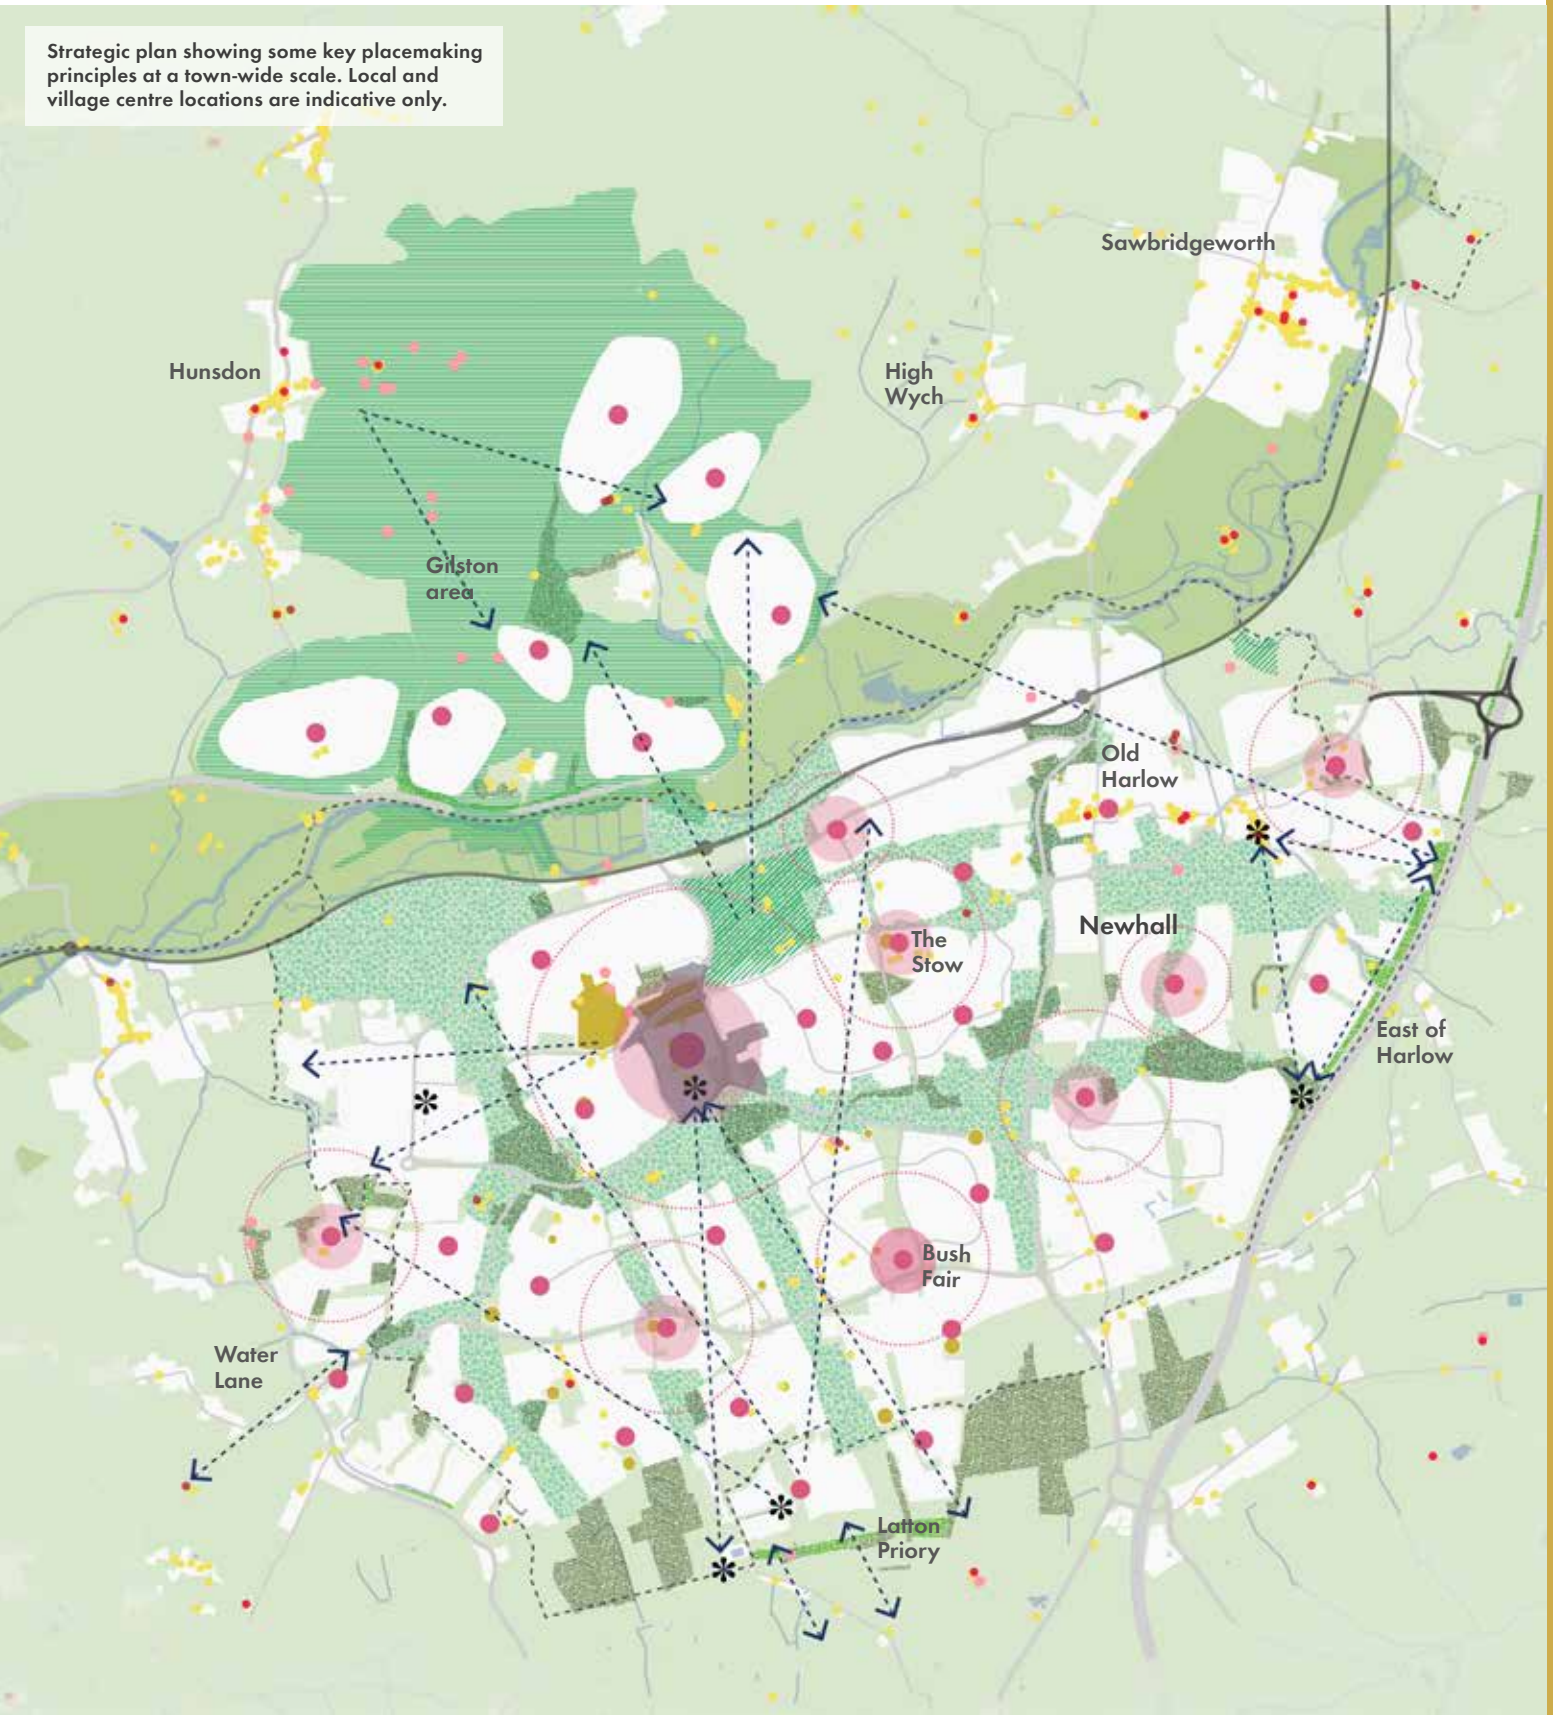 Strategic plan showing some key placemaking
principles at a town-wide scale. Local and
village centre locations are indicative only.
Sawbridgeworth
Hunsdon
High
Wych
Gilston
area
Old
Harlow
Newhall
The
Stow
East of
Harlow
Bush
Fair
Water
Lane
Latton
Priory